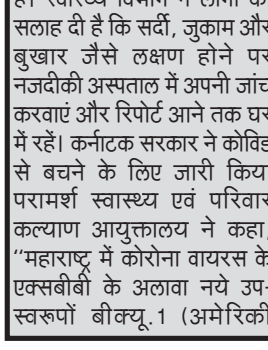 है। स्वास्थ्य विभाग ने लोगों को
सलाह दी है कि सर्दी, जुकाम और
बुखार जैसे लक्षण होने पर
नजदीकी अस्पताल में अपनी जांच
करवाएं और रिपोर्ट आने तक घर
में रहें। कर्नाटक सरकार ने कोविड
से बचने के लिए जारी किया
परामर्श स्वास्थ्य एवं परिवार
कल्याण आयुक्तालय ने कहा,
‘‘महाराष्ट्र में कोरोना वायरस के
एक्सबीबी के अलावा नये उप-
स्वरूपों बीक्यू.1 (अमेरिकी